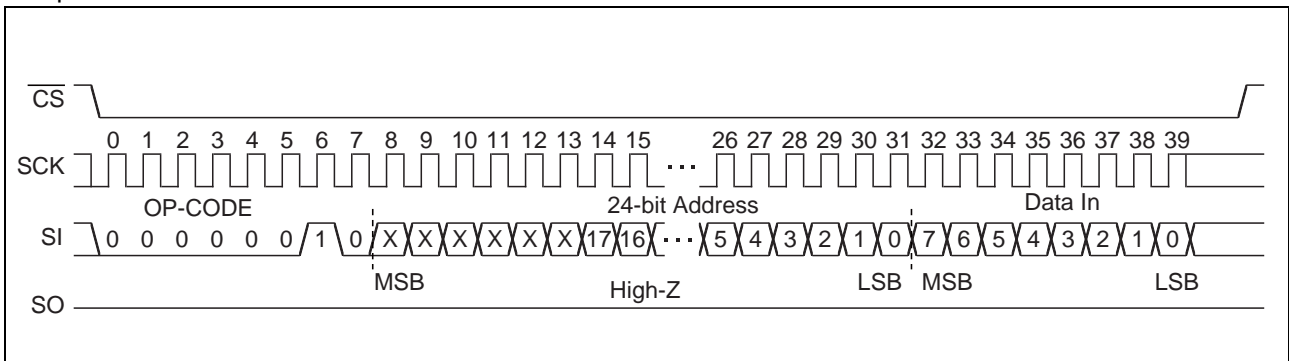 CS
0 1 2 3 4 5 6 7 8 9 10 11 12 13 14 15 26 27 28 29 30 31 32 33 34 35 36 37 38 39
SCK ···
OP-CODE 24-bit Address Data In
SI 0 0 0 0 0 0 1 0 X X X X X X 17 16 ··· 5 4 3 2 1 0 7 6 5 4 3 2 1 0
MSB High-Z LSB MSB LSB
SO